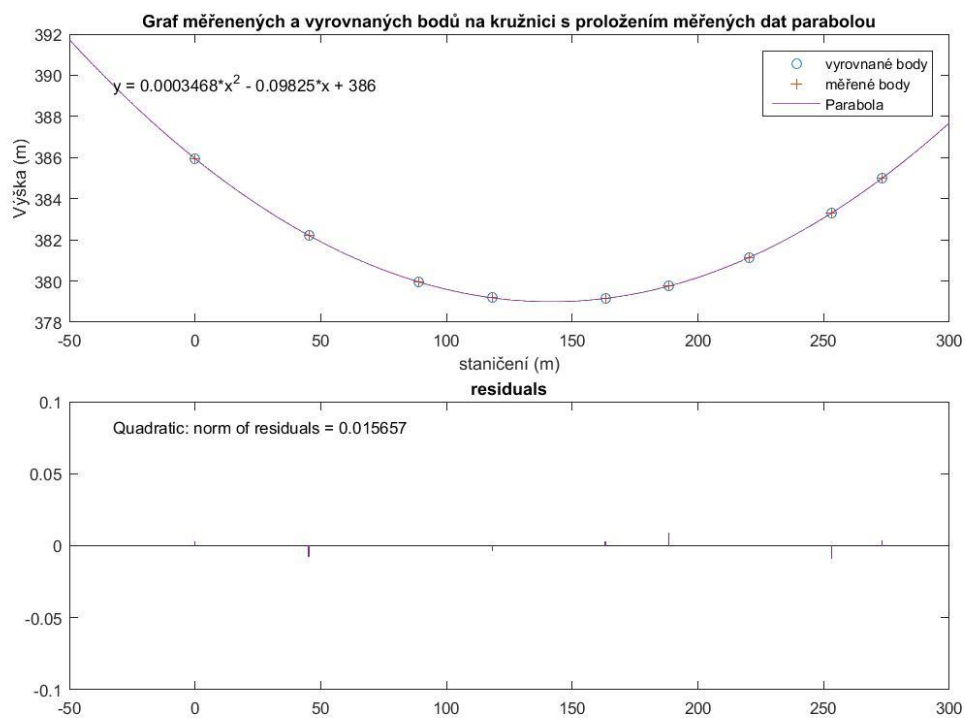 Graf měřenených a vyrovnaných bodů na kružnici s proložením měřených dat parabolou
y = 0.0003468*x² - 0.09825*x + 386
vyrovnané body
měřené body
Parabola
Výška (m)
392
390
388
386
384
382
380
378
-50 0 50 100 150 200 250 300
staničení (m)
residuals
Quadratic: norm of residuals = 0.015657
0.1
0.05
0
-0.05
-0.1
-50 0 50 100 150 200 250 300